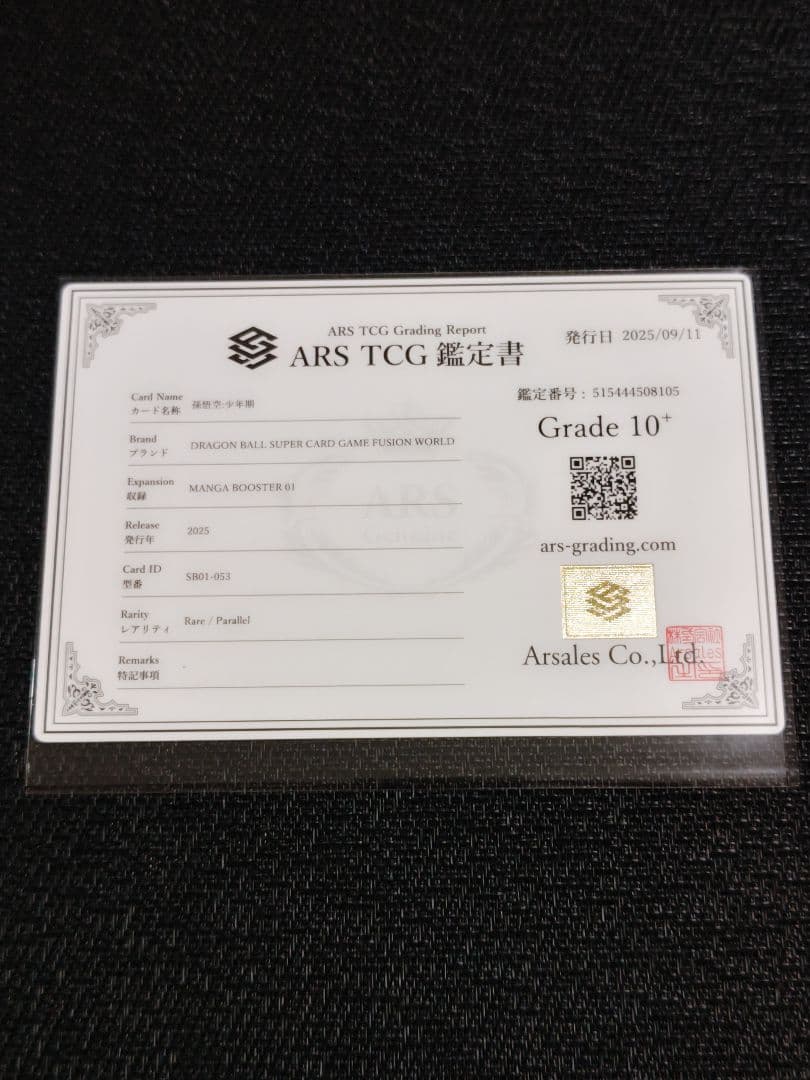 ARS TCG Grading Report
ARS TCG 鑑定書
発行日 2025/09/11
Card Name
カード名称
孫悟空:少年期
Brand
ブランド
DRAGON BALL SUPER CARD GAME FUSION WORLD
Expansion
収録
MANGA BOOSTER 01
Release
発行年
2025
Card ID
型番
SB01-053
Rarity
レアリティ
Rare / Parallel
Remarks
特記事項
-
鑑定番号 : 515444508105
Grade 10+
ars-grading.com
Arsales Co.,Ltd.
ARS
Genuine